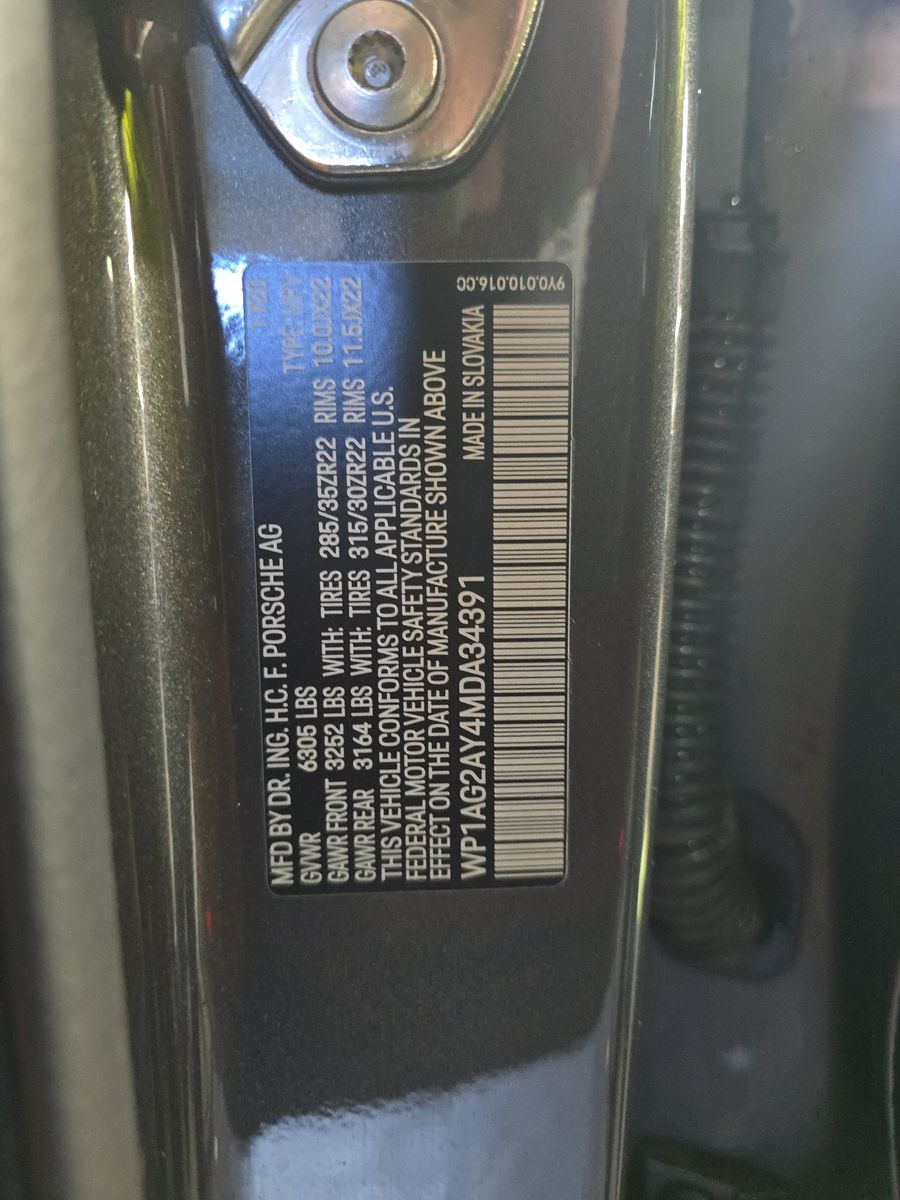 MFD BY DR. ING. H.C. F. PORSCHE AG
GVWR 6305 LBS TYPE: MPV
GAWR FRONT 3252 LBS WITH: TIRES 285/35ZR22 RIMS 10.0JX22
GAWR REAR 3164 LBS WITH: TIRES 315/30ZR22 RIMS 11.5JX22
THIS VEHICLE CONFORMS TO ALL APPLICABLE U.S.
FEDERAL MOTOR VEHICLE SAFETY STANDARDS IN
EFFECT ON THE DATE OF MANUFACTURE SHOWN ABOVE
WP1AG2AY4MDA34391 MADE IN SLOVAKIA
9Y0.010.016.CC